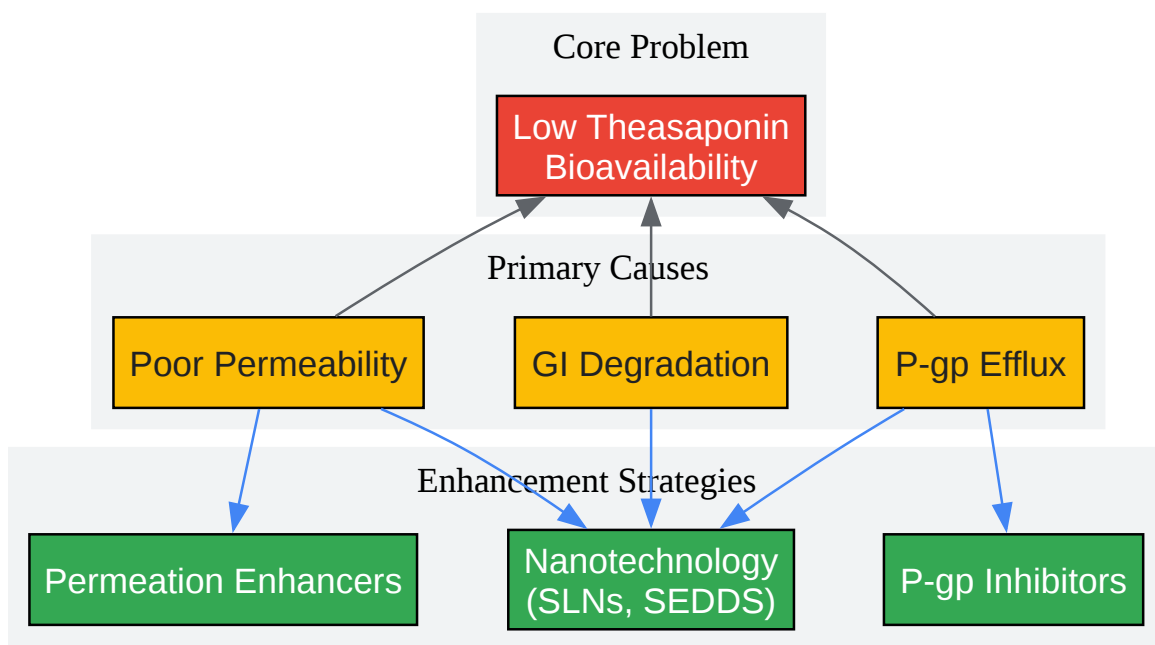 Core Problem
Low Theasaponin
Bioavailability
Primary Causes
Poor Permeability
GI Degradation
P-gp Efflux
Enhancement Strategies
Permeation Enhancers
Nanotechnology
(SLNs, SEDDS)
P-gp Inhibitors